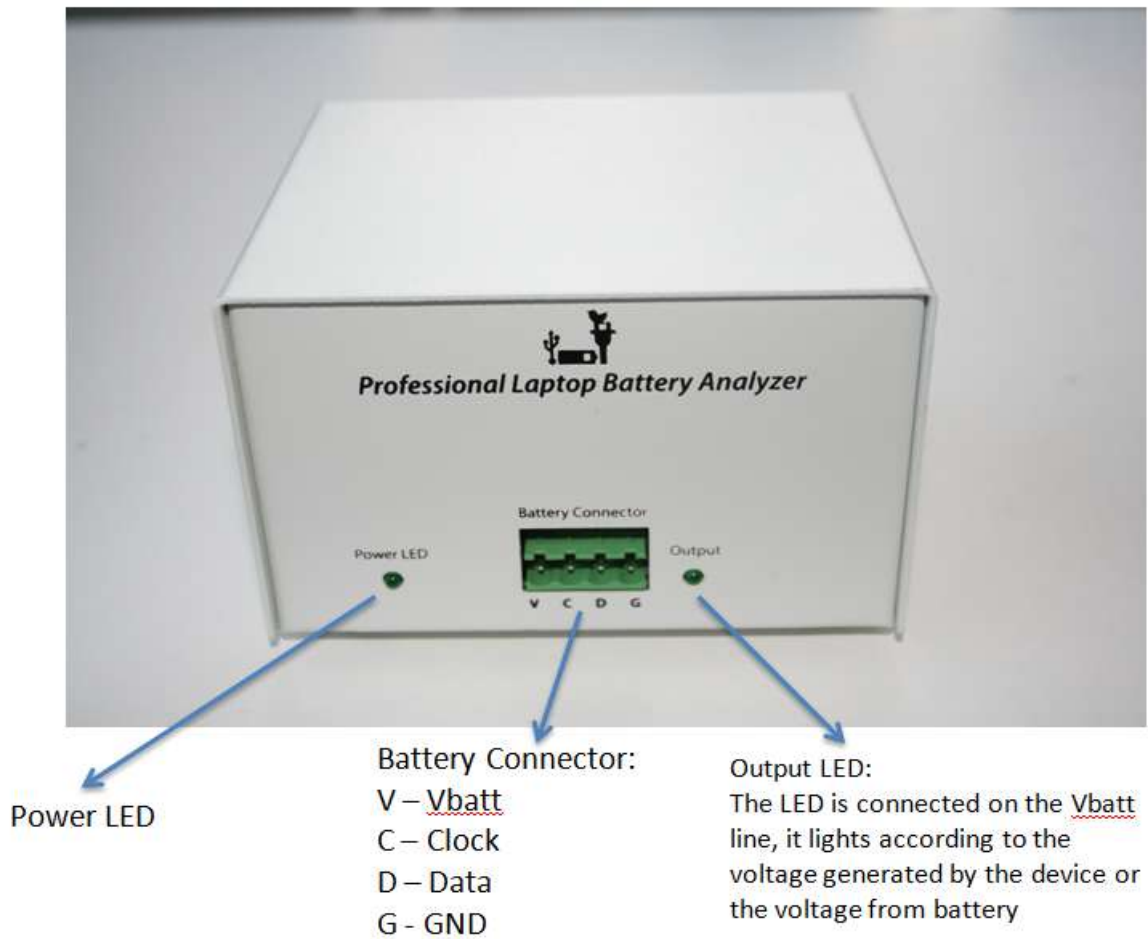 Professional Laptop Battery Analyzer
Battery Connector
Power LED
Output
V C D G
Power LED
Battery Connector:
V – Vbatt
C – Clock
D – Data
G - GND
Output LED:
The LED is connected on the Vbatt
line, it lights according to the
voltage generated by the device or
the voltage from battery